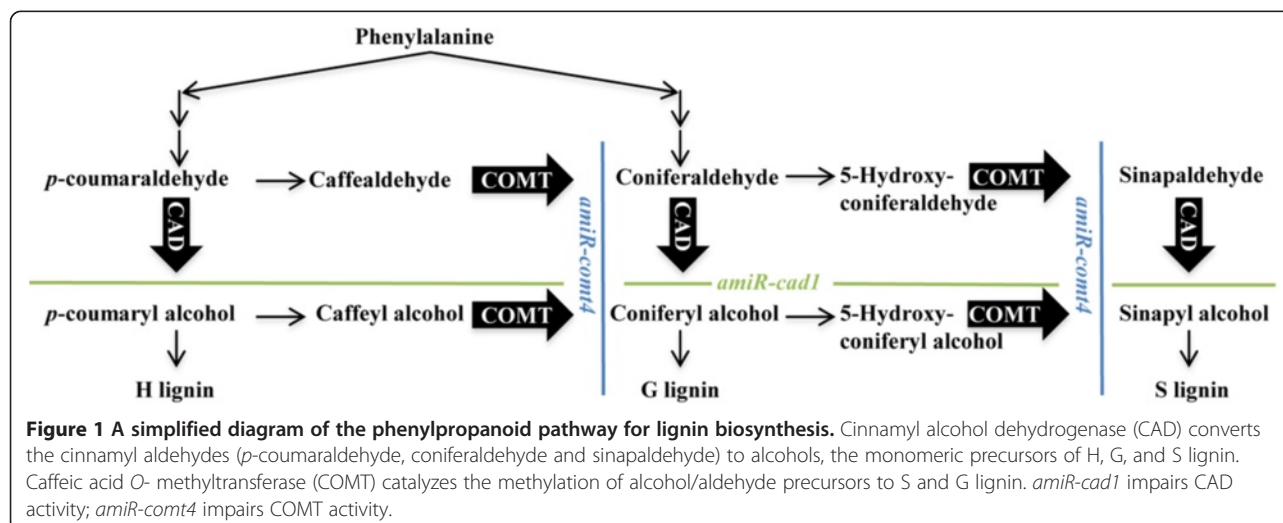 Phenylalanine
p-coumaraldehyde
Caffealdehyde
COMT
Coniferaldehyde
5-Hydroxy-
coniferaldehyde
COMT
Sinapaldehyde
CAD
amiR-comt4
CAD
amiR-comt4
CAD
amiR-cad1
p-coumaryl alcohol
Caffeyl alcohol
COMT
Coniferyl alcohol
5-Hydroxy-
coniferyl alcohol
COMT
Sinapyl alcohol
H lignin
G lignin
S lignin
Figure 1 A simplified diagram of the phenylpropanoid pathway for lignin biosynthesis. Cinnamyl alcohol dehydrogenase (CAD) converts
the cinnamyl aldehydes (p-coumaraldehyde, coniferaldehyde and sinapaldehyde) to alcohols, the monomeric precursors of H, G, and S lignin.
Caffeic acid O- methyltransferase (COMT) catalyzes the methylation of alcohol/aldehyde precursors to S and G lignin. amiR-cad1 impairs CAD
activity; amiR-comt4 impairs COMT activity.